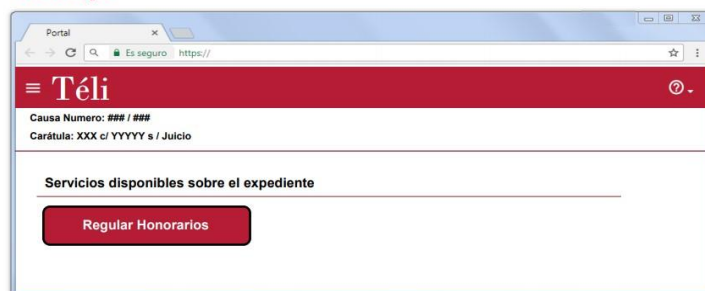 Portal
Es seguro https://
Téli
Causa Numero: ### / ###
Carátula: XXX c/ YYYYY s / Juicio
Servicios disponibles sobre el expediente
Regular Honorarios